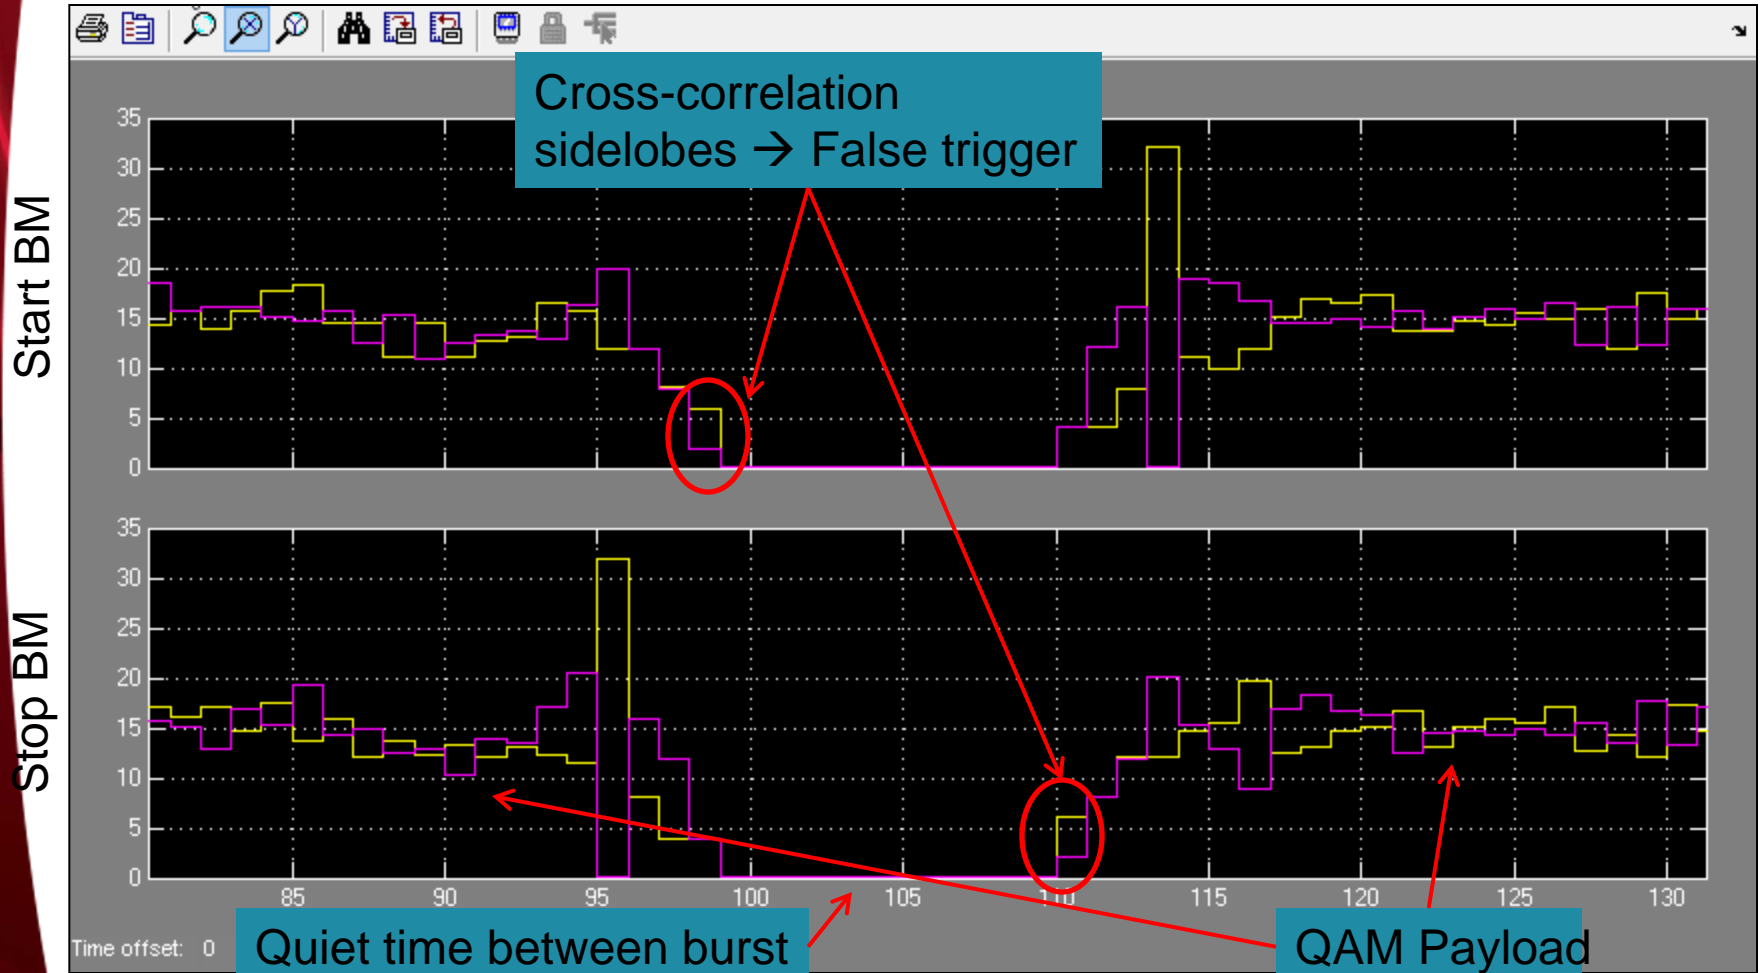 Cross-correlation
sidelobes → False trigger
Start BM
35
30
25
20
15
10
5
0
Stop BM
35
30
25
20
15
10
5
0
85 90 95 100 105 110 115 120 125 130
Time offset: 0
Quiet time between burst
QAM Payload